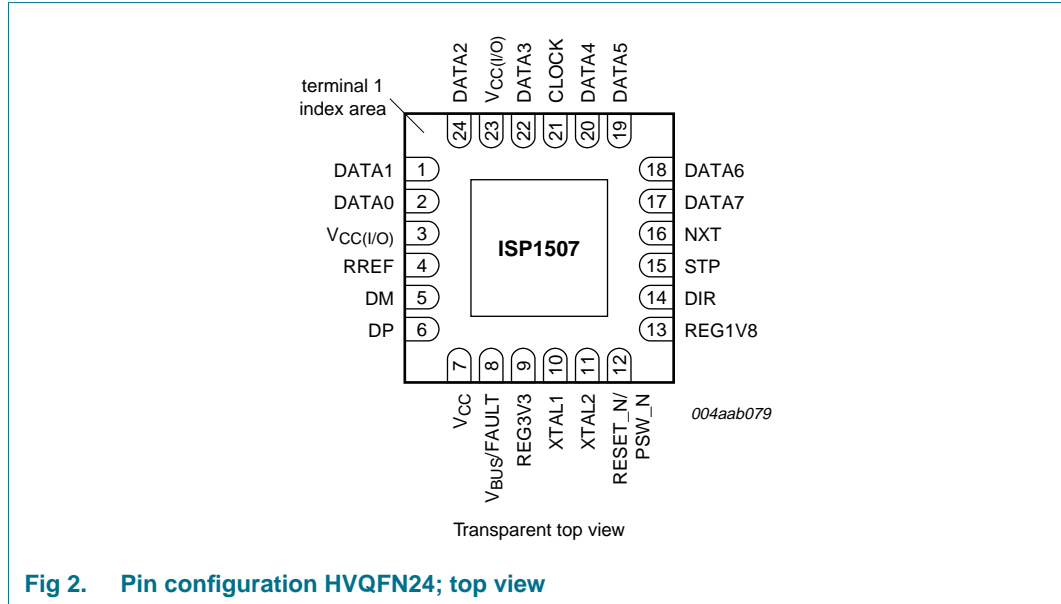 DATA2
VCC(I/O)
DATA3
CLOCK
DATA4
DATA5
terminal 1
index area
24
23
22
21
20
19
DATA1 1
DATA0 2
VCC(I/O) 3
RREF 4
DM 5
DP 6
ISP1507
18 DATA6
17 DATA7
16 NXT
15 STP
14 DIR
13 REG1V8
7
8
9
10
11
12
VCC
VBUS/FAULT
REG3V3
XTAL1
XTAL2
RESET_N/
PSW_N
004aab079
Transparent top view
Fig 2. Pin configuration HVQFN24; top view